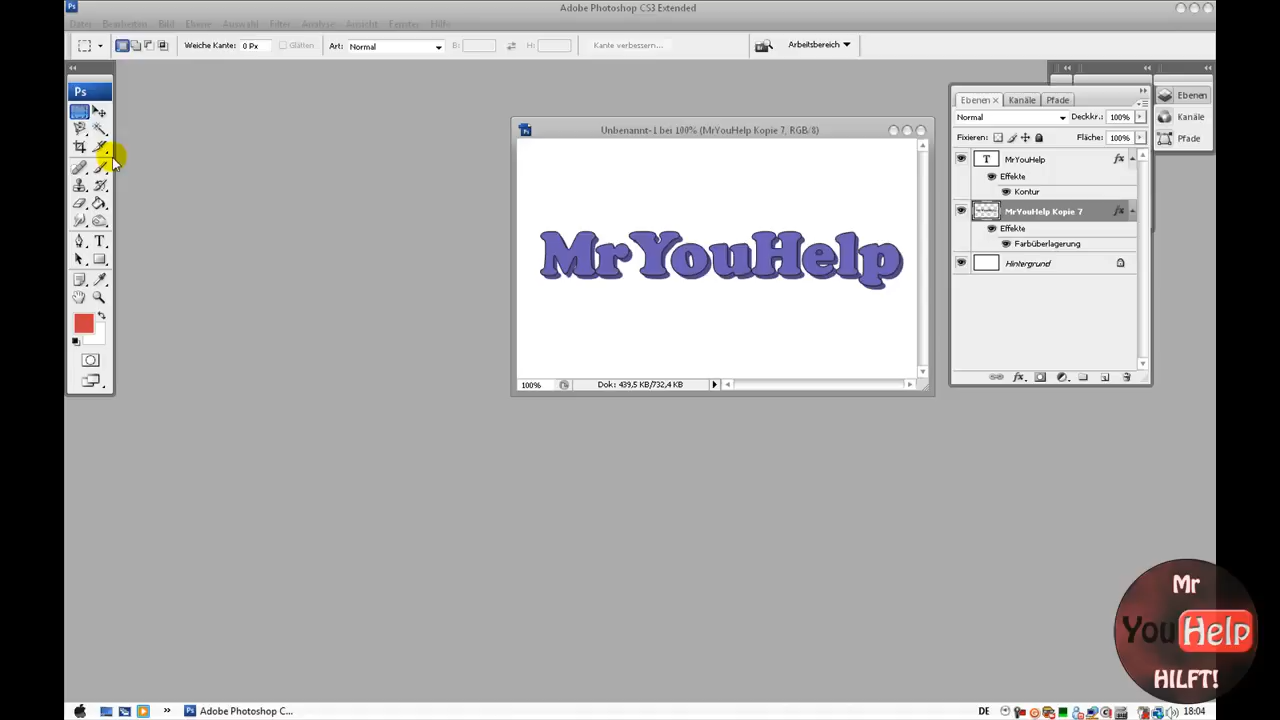 Adobe Photoshop CS3 Extended
Datei Bearbeiten Bild Ebene Auswahl Filter Analyse Ansicht Fenster Hilfe
Weiche Kante: 0 Px Glätten Art: Normal B: H: Kante verbessern... Arbeitsbereich
Ps
Ebenen Kanäle Pfade
Normal Deckkr.: 100%
Fixieren: Fläche: 100%
T MrYouHelp fx
Effekte
Kontur
MrYouHelp Kopie 7 fx
Effekte
Farbüberlagerung
Hintergrund
Ebenen
Kanäle
Pfade
Unbenannt-1 bei 100% (MrYouHelp Kopie 7, RGB/8)
MrYouHelp
100% Dok: 439,5 KB/732,4 KB
Mr
YouHelp
HILFT!
Adobe Photoshop C... DE 18:04